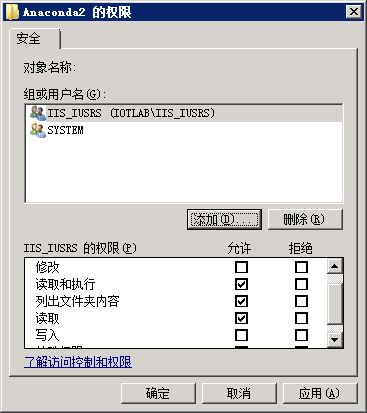 Anaconda2 的权限
安全
对象名称:
组或用户名(G):
IIS_IUSRS (IOTLAB\IIS_IUSRS)
SYSTEM
添加(D)...
删除(R)
IIS_IUSRS 的权限(P) 允许 拒绝
修改
读取和执行
列出文件夹内容
读取
写入
了解访问控制和权限
确定 取消 应用(A)